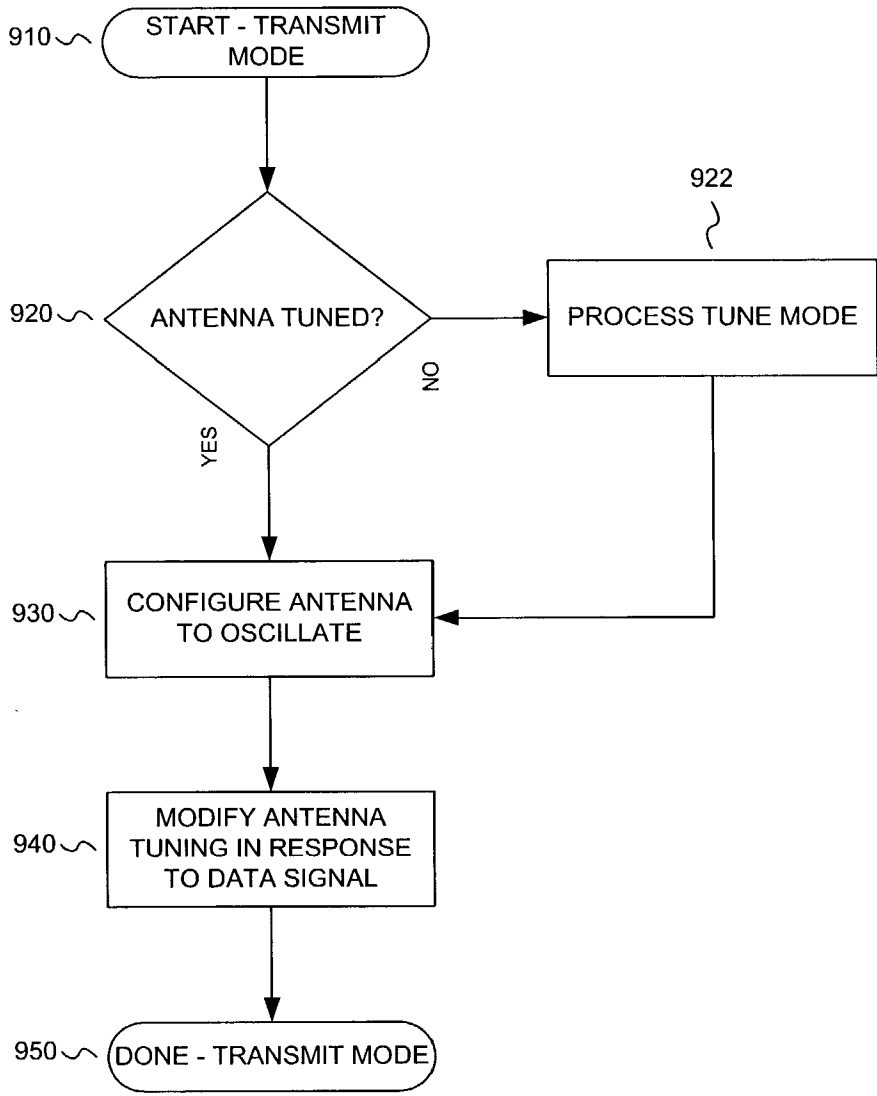 910
START - TRANSMIT
MODE
922
920
ANTENNA TUNED?
PROCESS TUNE MODE
NO
YES
930
CONFIGURE ANTENNA
TO OSCILLATE
940
MODIFY ANTENNA
TUNING IN RESPONSE
TO DATA SIGNAL
950
DONE - TRANSMIT MODE